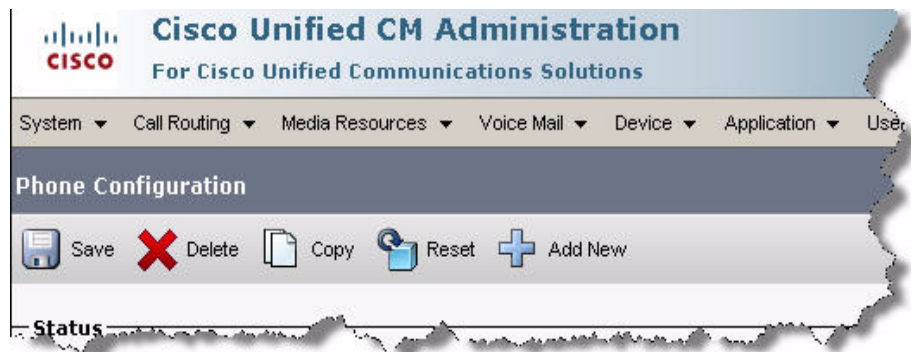 CISCO
Cisco Unified CM Administration
For Cisco Unified Communications Solutions
System Call Routing Media Resources Voice Mail Device Application
Phone Configuration
Save Delete Copy Reset Add New
Status